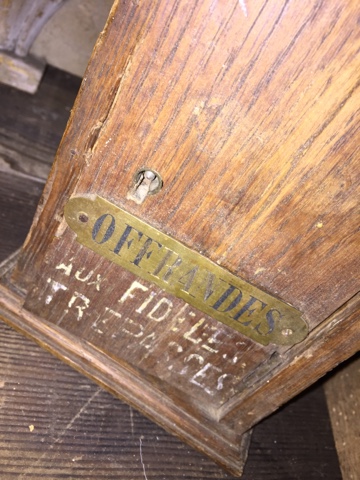 OFFRANDES
AUX FIDELES
TREPASSES